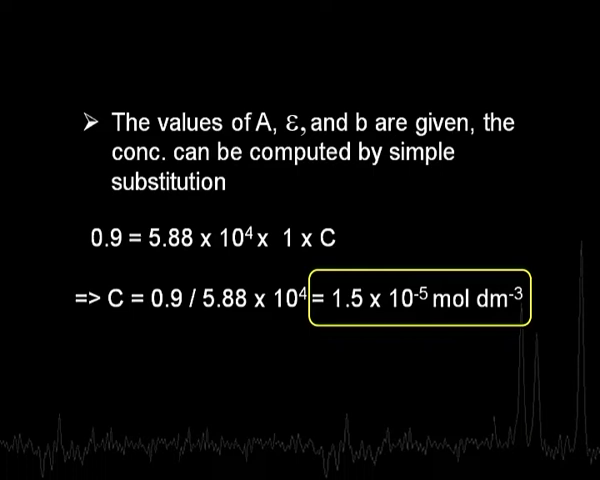 ➢ The values of A, ε, and b are given, the
conc. can be computed by simple
substitution
0.9 = 5.88 x 10⁴ x 1 x C
=> C = 0.9 / 5.88 x 10⁴ = 1.5 x 10⁻⁵ mol dm⁻³